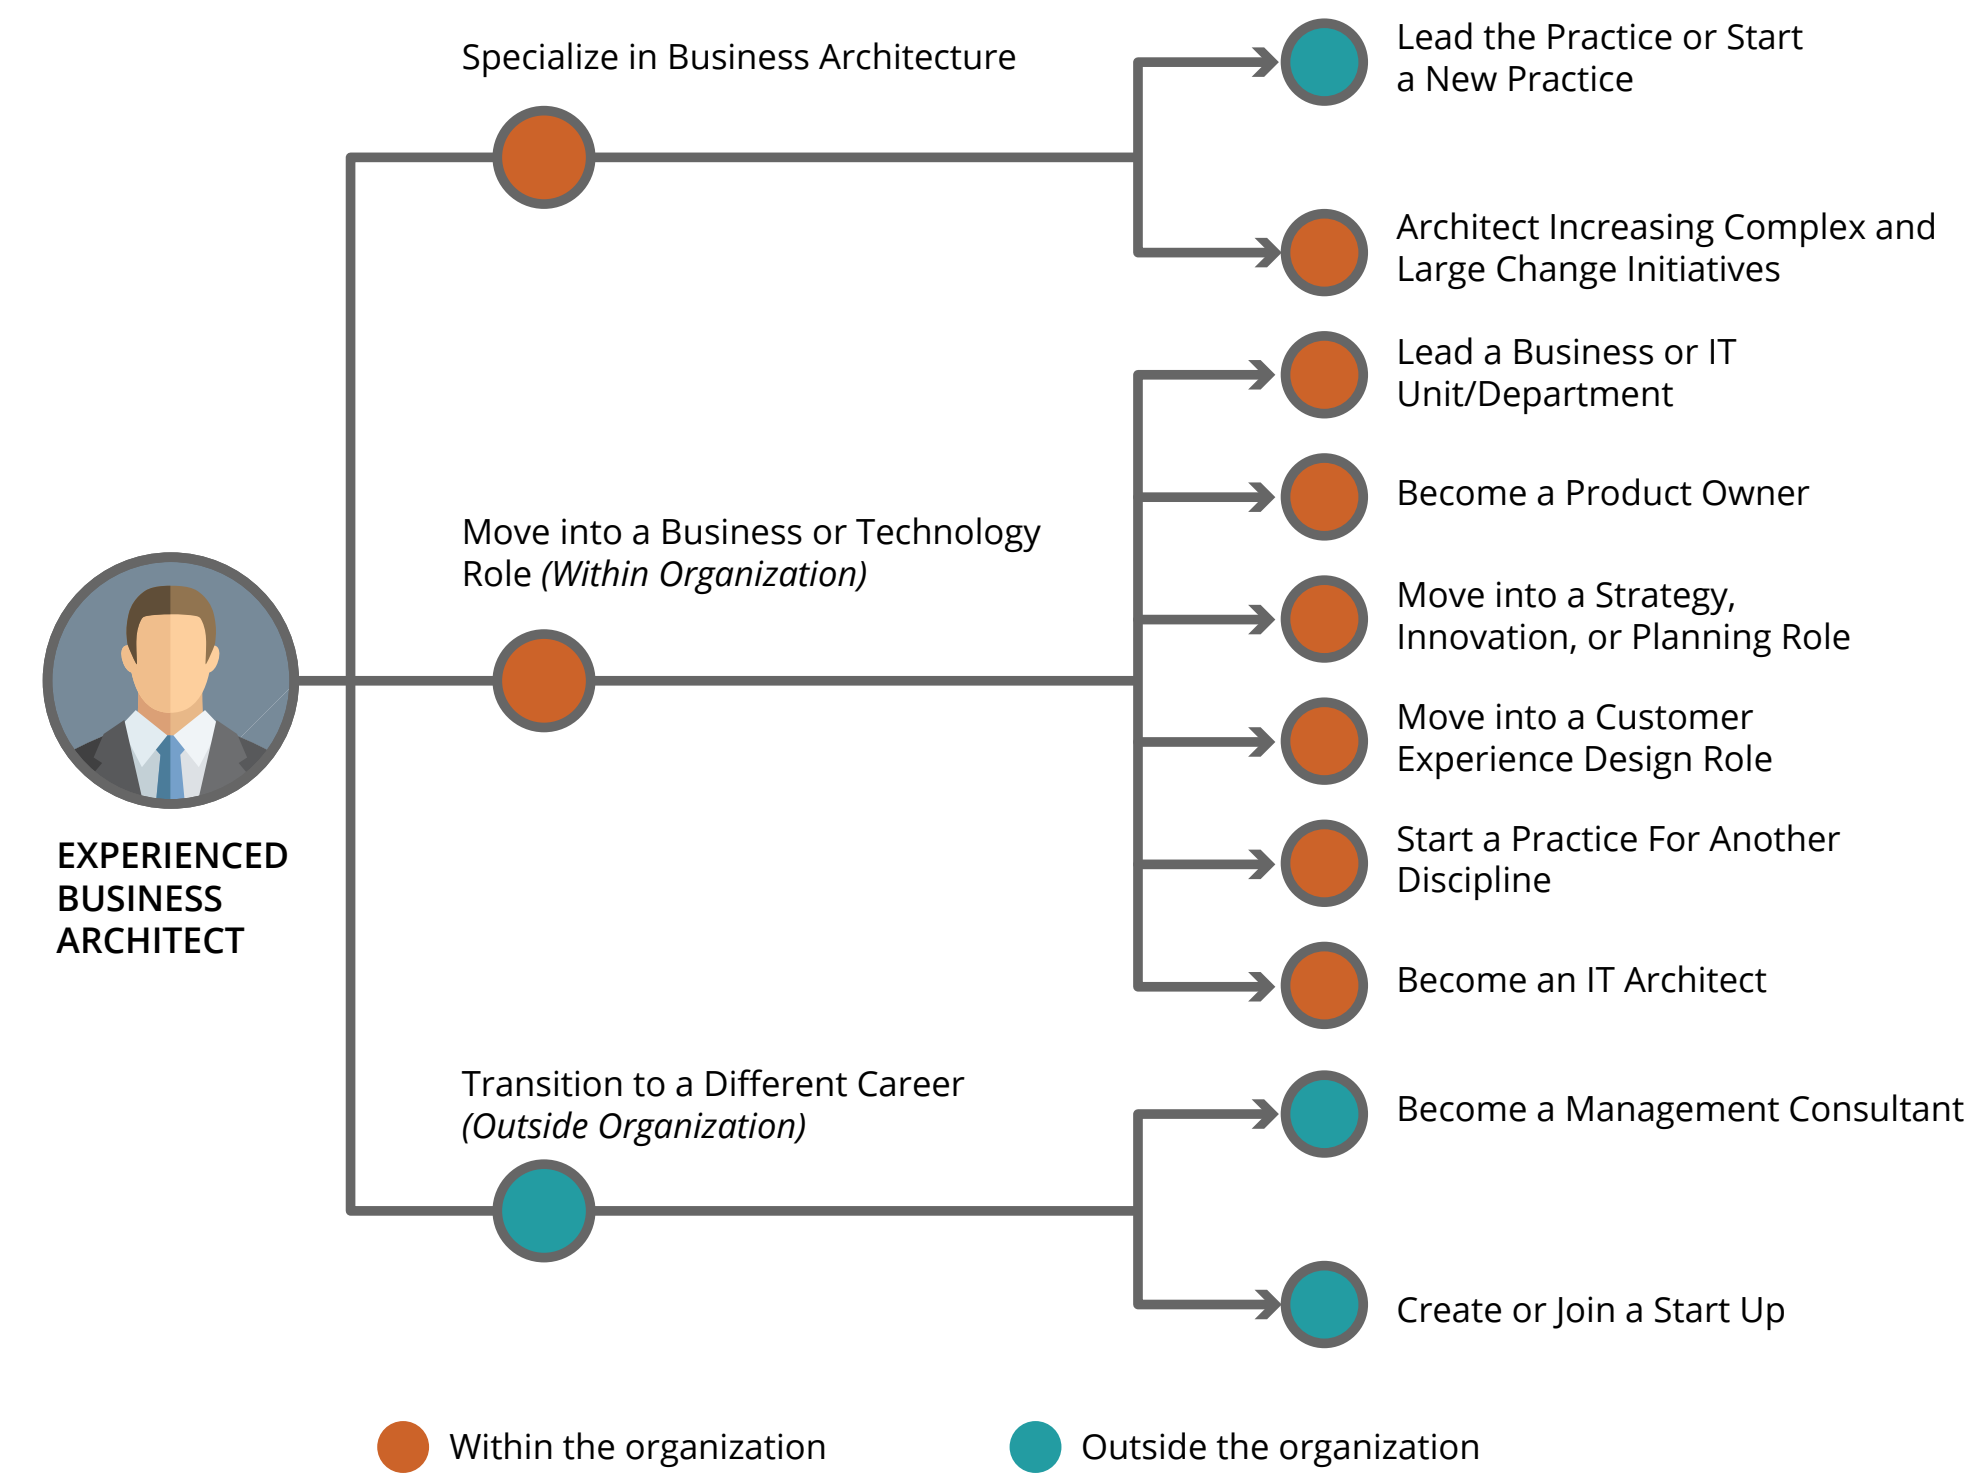 Specialize in Business Architecture
Lead the Practice or Start
a New Practice
Architect Increasing Complex and
Large Change Initiatives
Move into a Business or Technology
Role (Within Organization)
Lead a Business or IT
Unit/Department
Become a Product Owner
Move into a Strategy,
Innovation, or Planning Role
Move into a Customer
Experience Design Role
Start a Practice For Another
Discipline
Become an IT Architect
EXPERIENCED
BUSINESS
ARCHITECT
Transition to a Different Career
(Outside Organization)
Become a Management Consultant
Create or Join a Start Up
Within the organization
Outside the organization